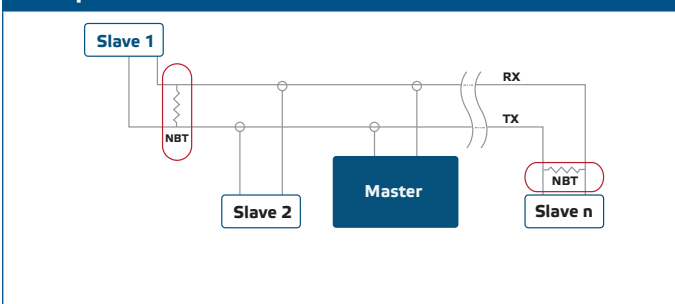 Slave 1
RX
TX
NBT
NBT
Master
Slave 2
Slave n